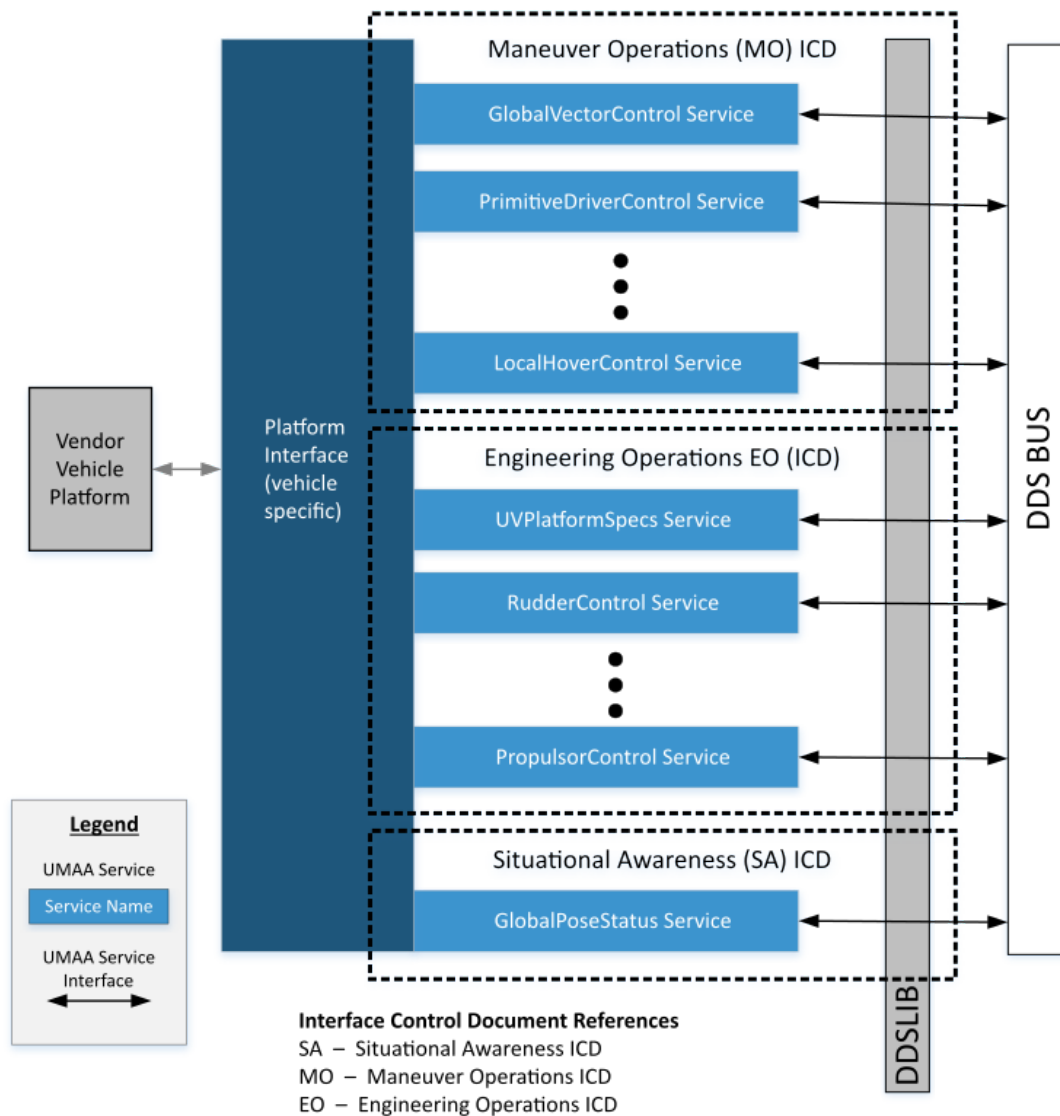 Maneuver Operations (MO) ICD
GlobalVectorControl Service
PrimitiveDriverControl Service
LocalHoverControl Service
Vendor
Vehicle
Platform
Platform
Interface
(vehicle
specific)
Engineering Operations EO (ICD)
UVPlatformSpecs Service
RudderControl Service
PropulsorControl Service
Situational Awareness (SA) ICD
GlobalPoseStatus Service
DDSLIB
DDS BUS
Legend
UMAA Service
Service Name
UMAA Service
Interface
Interface Control Document References
SA – Situational Awareness ICD
MO – Maneuver Operations ICD
EO – Engineering Operations ICD